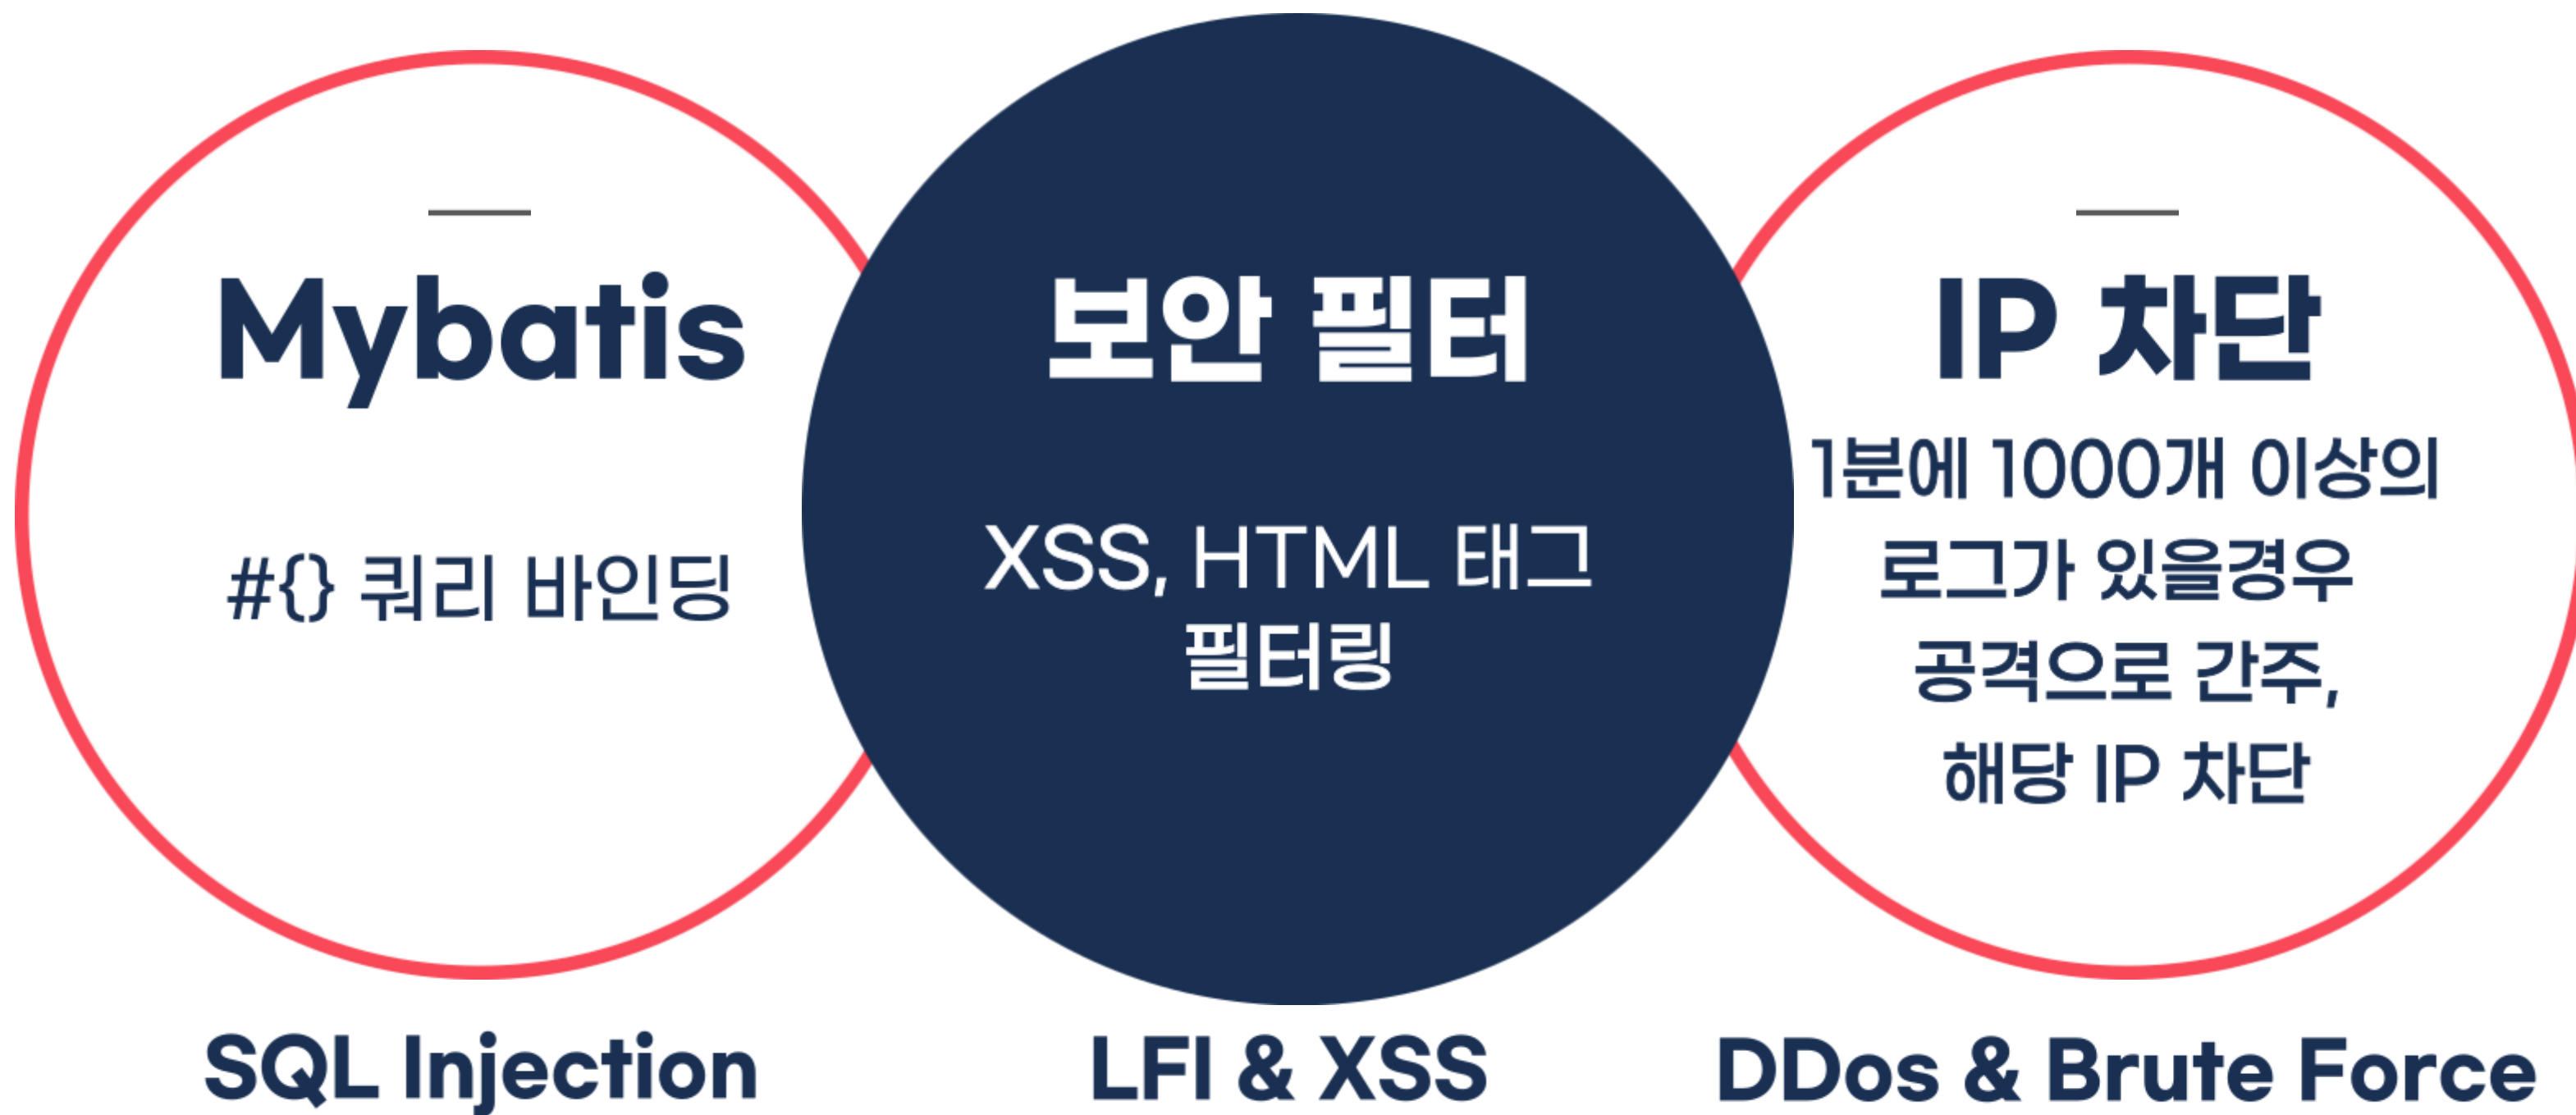 Mybatis
#{} 쿼리 바인딩
SQL Injection
보안 필터
XSS, HTML 태그
필터링
LFI & XSS
IP 차단
1분에 1000개 이상의
로그가 있을경우
공격으로 간주,
해당 IP 차단
DDos & Brute Force